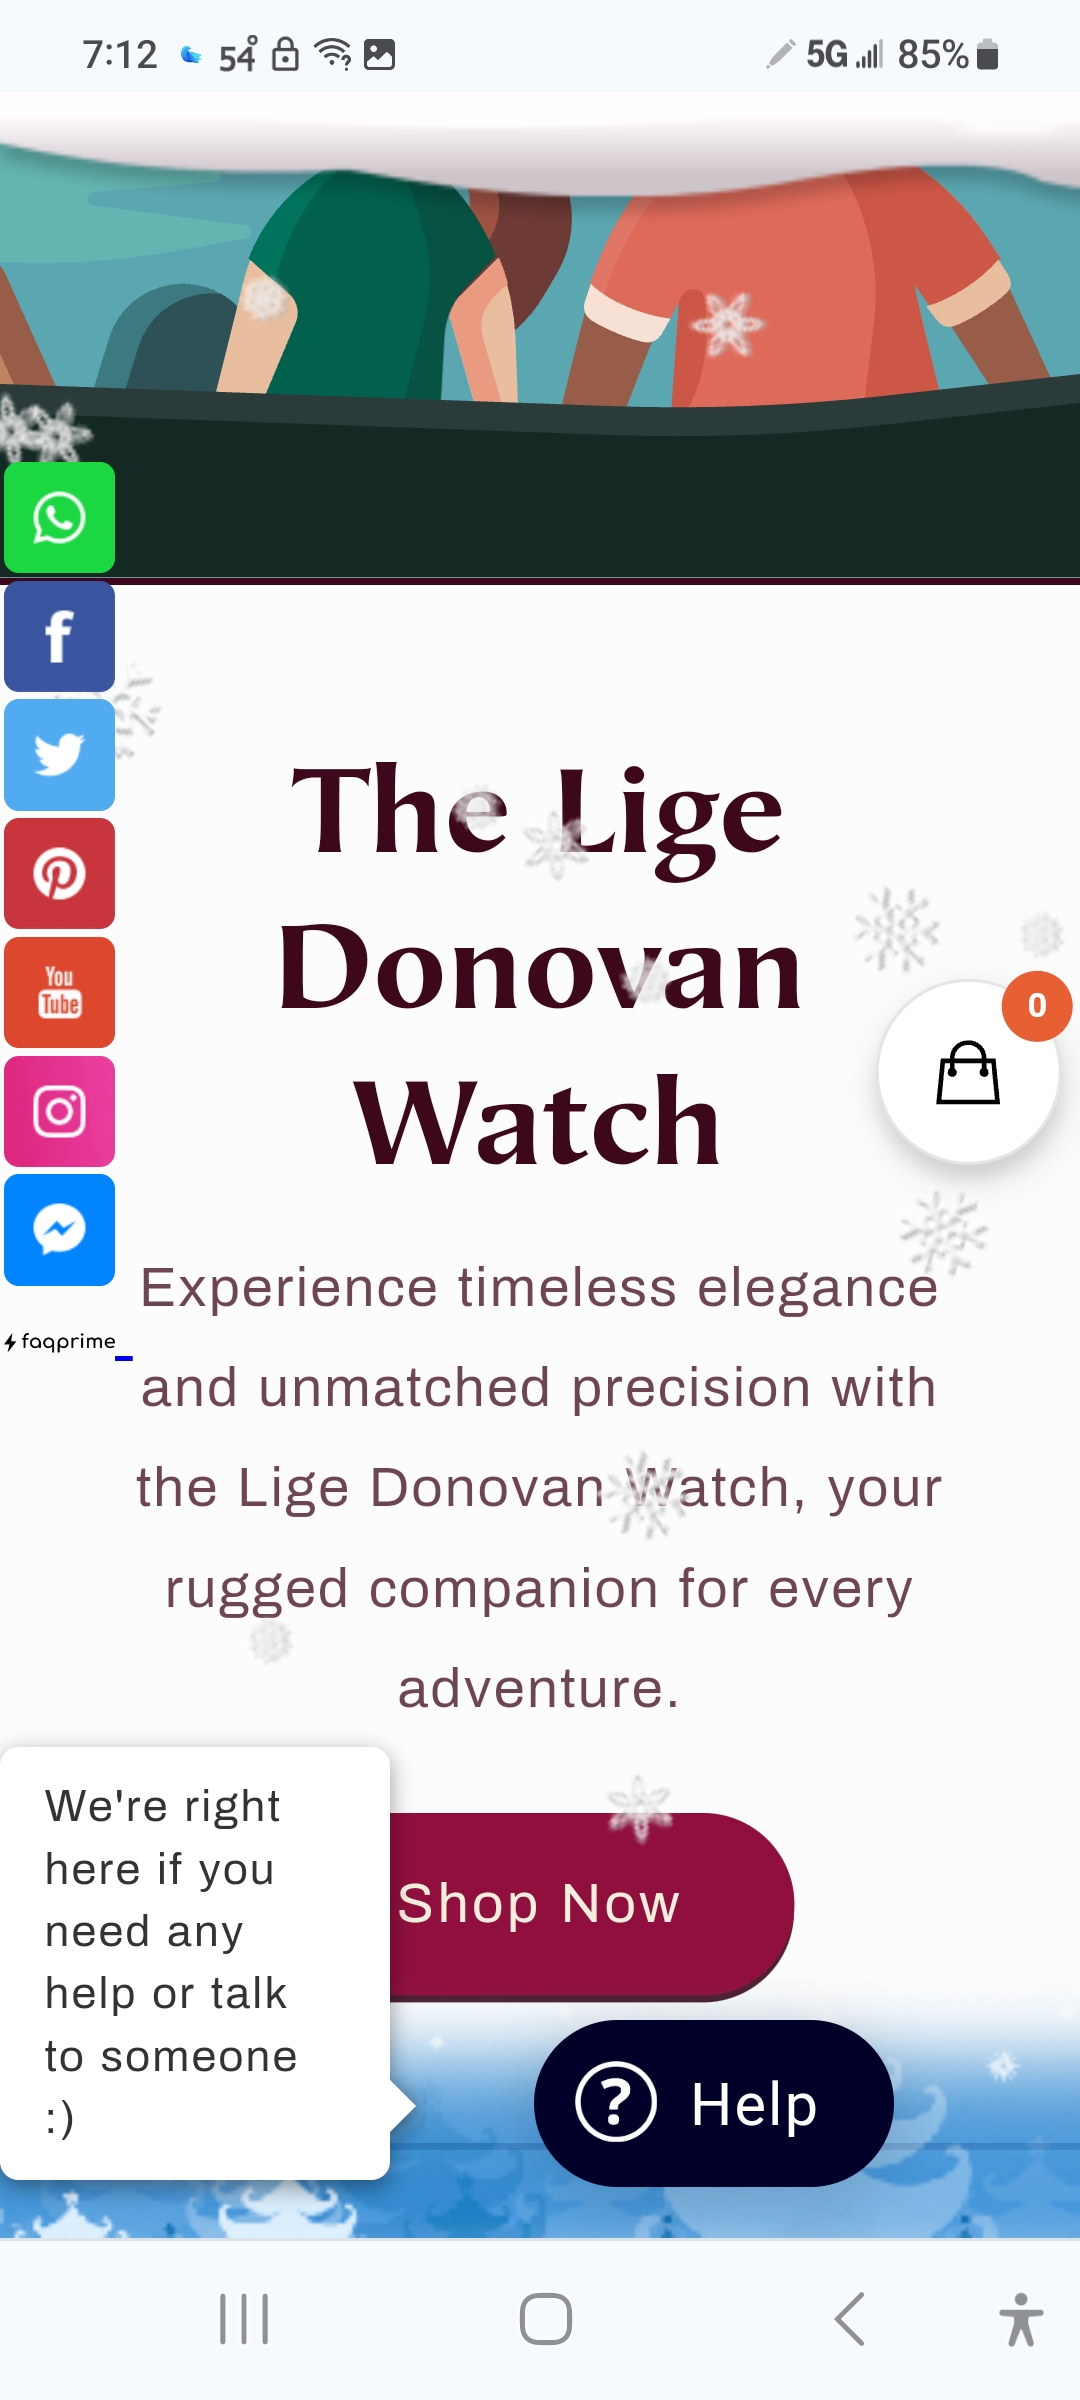 7:12 54° 5G 85%
You
Tube
The Lige
Donovan
Watch
0
Experience timeless elegance
faqprime
and unmatched precision with
the Lige Donovan Watch, your
rugged companion for every
adventure.
We're right
here if you
need any
help or talk
to someone
:)
Shop Now
Help